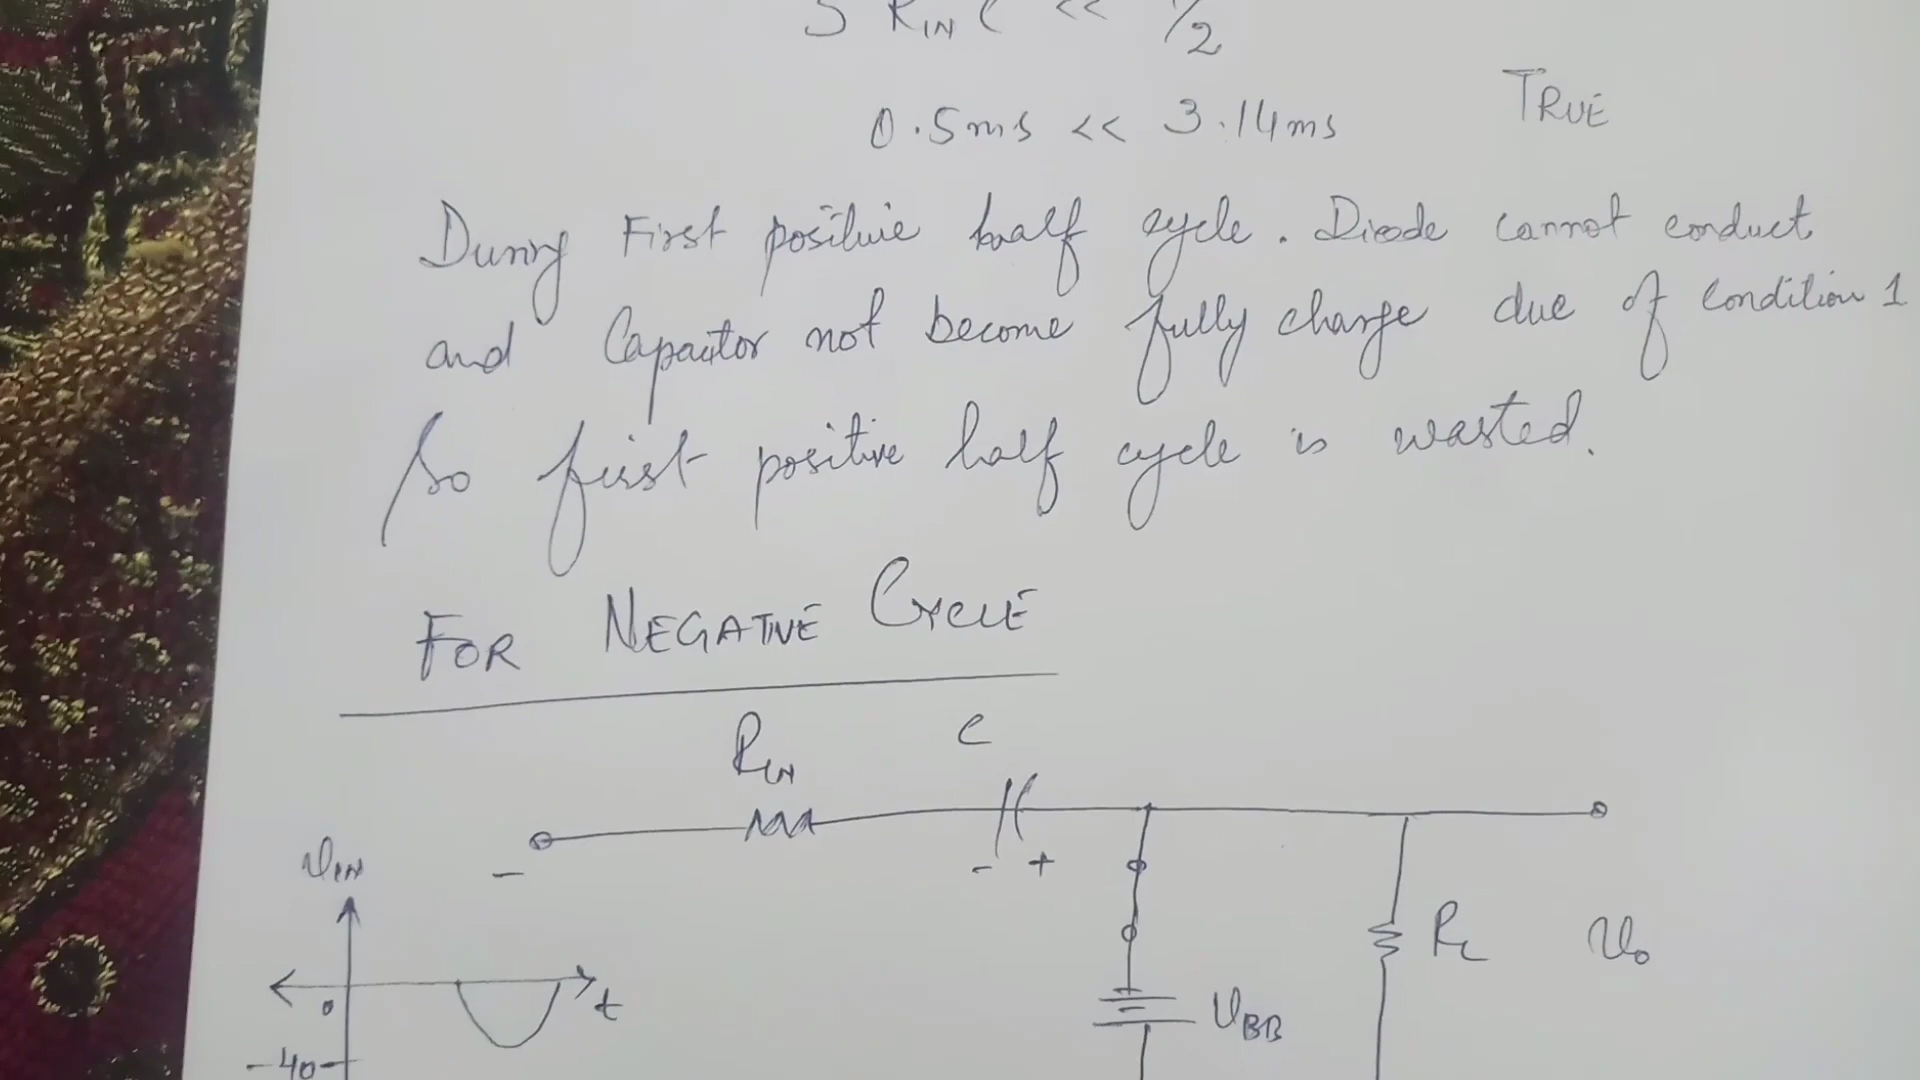 5 RIN C << T/2
0.5ms << 3.14ms TRUE
During First positive half cycle. Diode cannot conduct
and Capacitor not become fully charge due of Condition 1
So first positive half cycle is wasted.
FOR NEGATIVE CYCLE
RIN C
- - +
VIN
RL Vo
0 t
VBB
-40